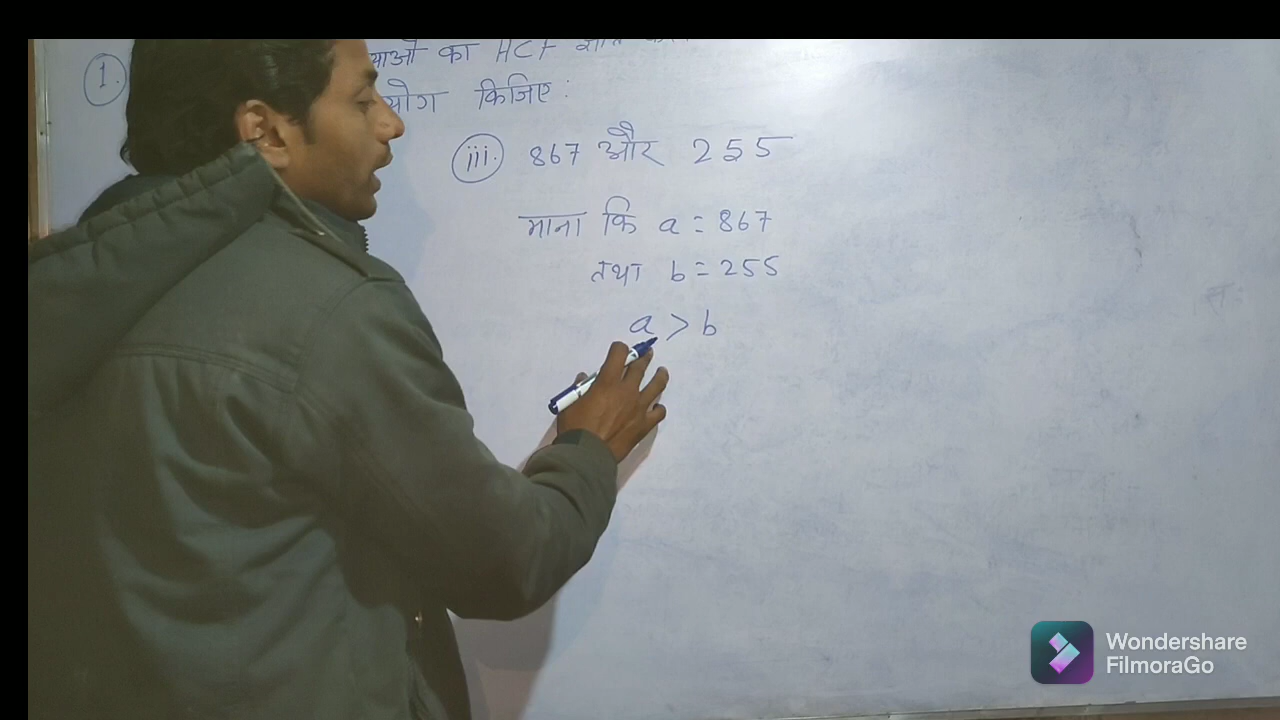 1. का HCF
किजिए :
iii. 867 और 255
माना कि a = 867
तथा b = 255
a > b
Wondershare
FilmoraGo